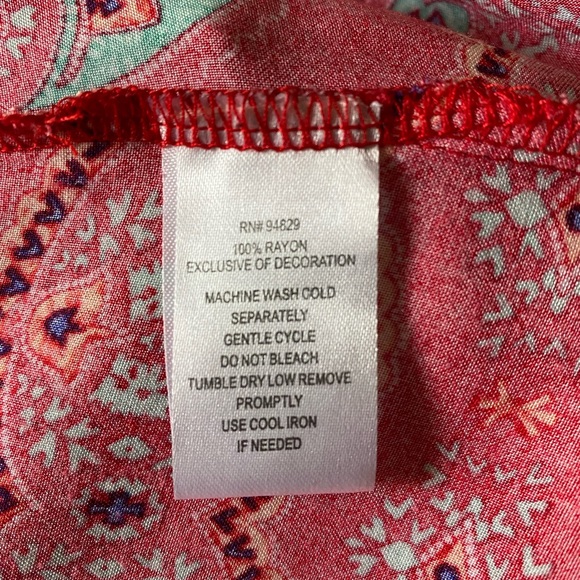 RN# 94829
100% RAYON
EXCLUSIVE OF DECORATION
MACHINE WASH COLD
SEPARATELY
GENTLE CYCLE
DO NOT BLEACH
TUMBLE DRY LOW REMOVE
PROMPTLY
USE COOL IRON
IF NEEDED